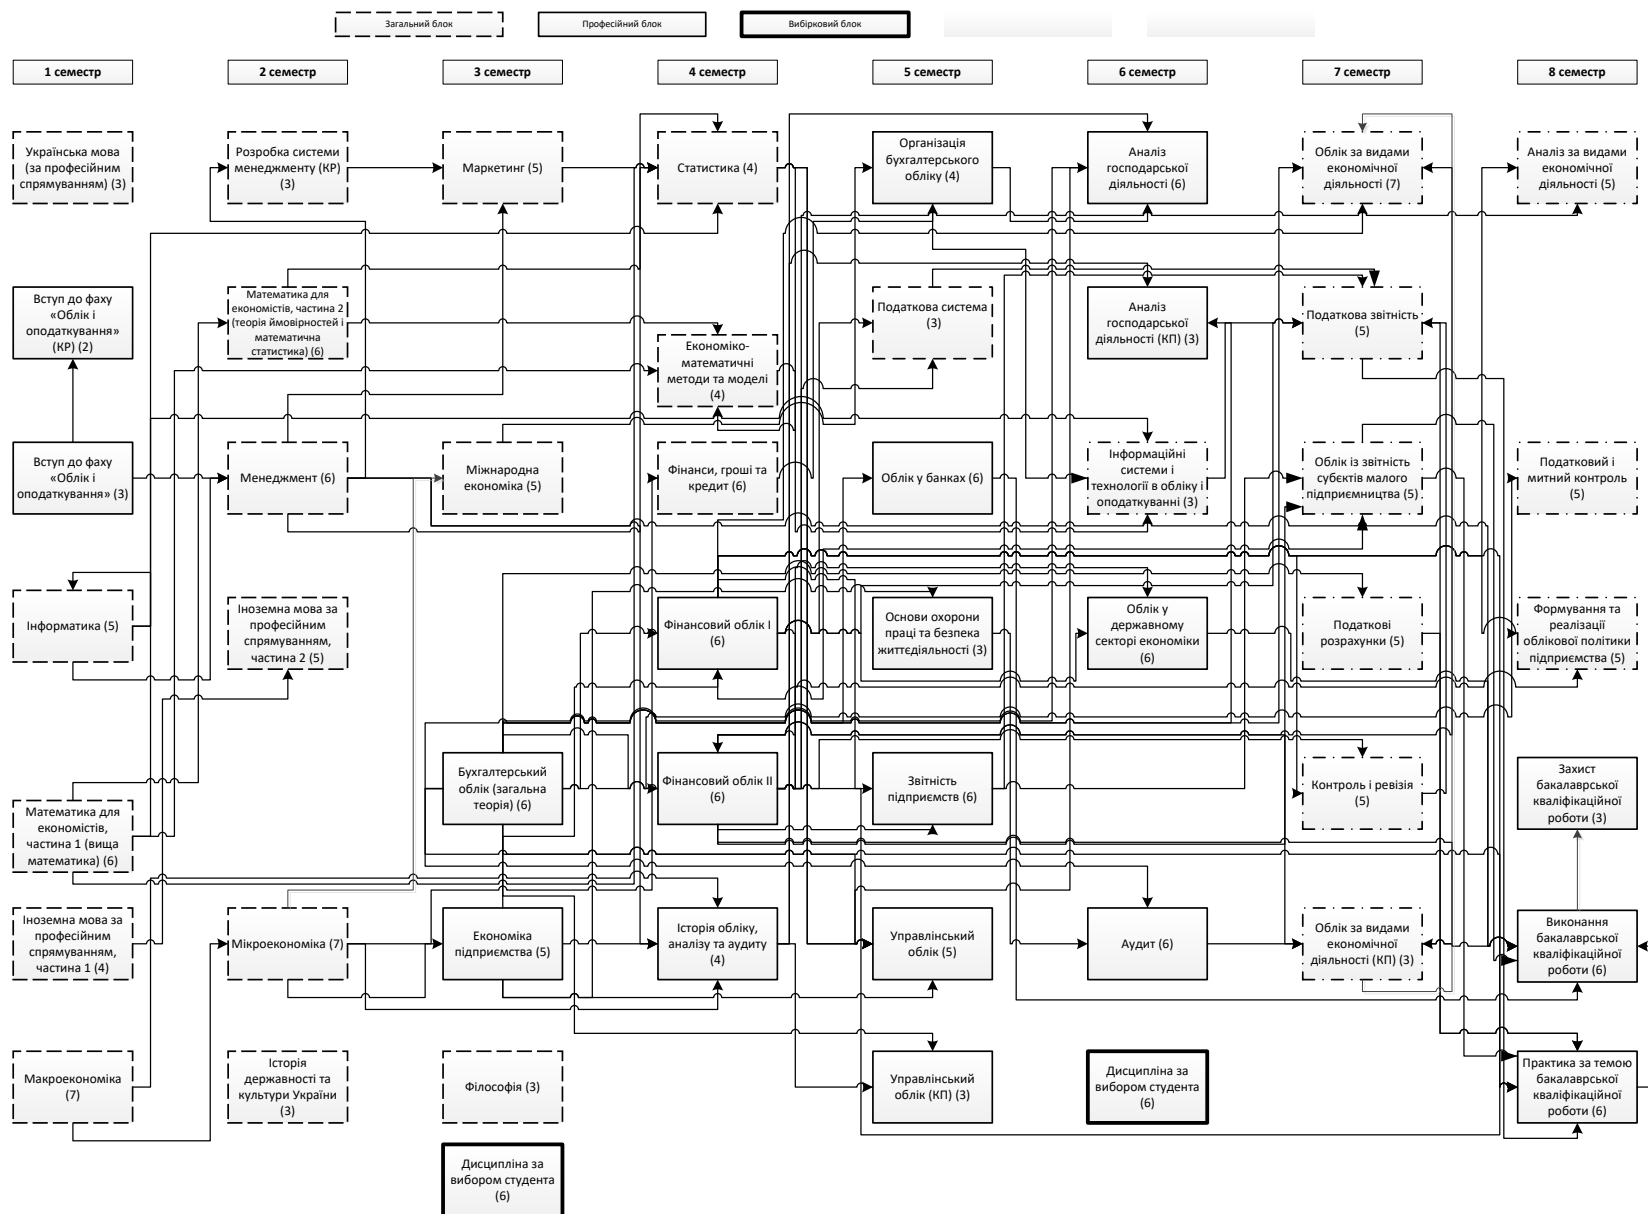 Загальний блок
Професійний блок
Вибірковий блок
1 семестр
2 семестр
3 семестр
4 семестр
5 семестр
6 семестр
7 семестр
8 семестр
Українська мова
(за професійним
спрямуванням) (3)
Розробка системи
менеджменту (КР)
(3)
Маркетинг (5)
Статистика (4)
Організація
бухгалтерського
обліку (4)
Аналіз
господарської
діяльності (6)
Облік за видами
економічної
діяльності (7)
Аналіз за видами
економічної
діяльності (5)
Вступ до фаху
«Облік і
оподаткування»
(КР) (2)
Математика для
економістів, частина 2
(теорія ймовірностей і
математична
статистика) (6)
Економіко-
математичні
методи та моделі
(4)
Податкова система
(3)
Аналіз
господарської
діяльності (КП) (3)
Податкова звітність
(5)
Вступ до фаху
«Облік і
оподаткування» (3)
Менеджмент (6)
Міжнародна
економіка (5)
Фінанси, гроші та
кредит (6)
Облік у банках (6)
Інформаційні
системи і
технології в обліку і
оподаткуванні (3)
Облік із звітність
субєктів малого
підприємництва (5)
Податковий і
митний контроль
(5)
Інформатика (5)
Іноземна мова за
професійним
спрямуванням,
частина 2 (5)
Фінансовий облік І
(6)
Основи охорони
праці та безпека
життєдіяльності (3)
Облік у
державному
секторі економіки
(6)
Податкові
розрахунки (5)
Формування та
реалізації
облікової політики
підприємства (5)
Математика для
економістів,
частина 1 (вища
математика) (6)
Бухгалтерський
облік (загальна
теорія) (6)
Фінансовий облік ІІ
(6)
Звітність
підприємств (6)
Контроль і ревізія
(5)
Захист
бакалаврської
кваліфікаційної
роботи (3)
Іноземна мова за
професійним
спрямуванням,
частина 1 (4)
Мікроекономіка (7)
Економіка
підприємства (5)
Історія обліку,
аналізу та аудиту
(4)
Управлінський
облік (5)
Аудит (6)
Облік за видами
економічної
діяльності (КП) (3)
Виконання
бакалаврської
кваліфікаційної
роботи (6)
Макроекономіка
(7)
Історія
державності та
культури України
(3)
Філософія (3)
Управлінський
облік (КП) (3)
Дисципліна за
вибором студента
(6)
Практика за темою
бакалаврської
кваліфікаційної
роботи (6)
Дисципліна за
вибором студента
(6)